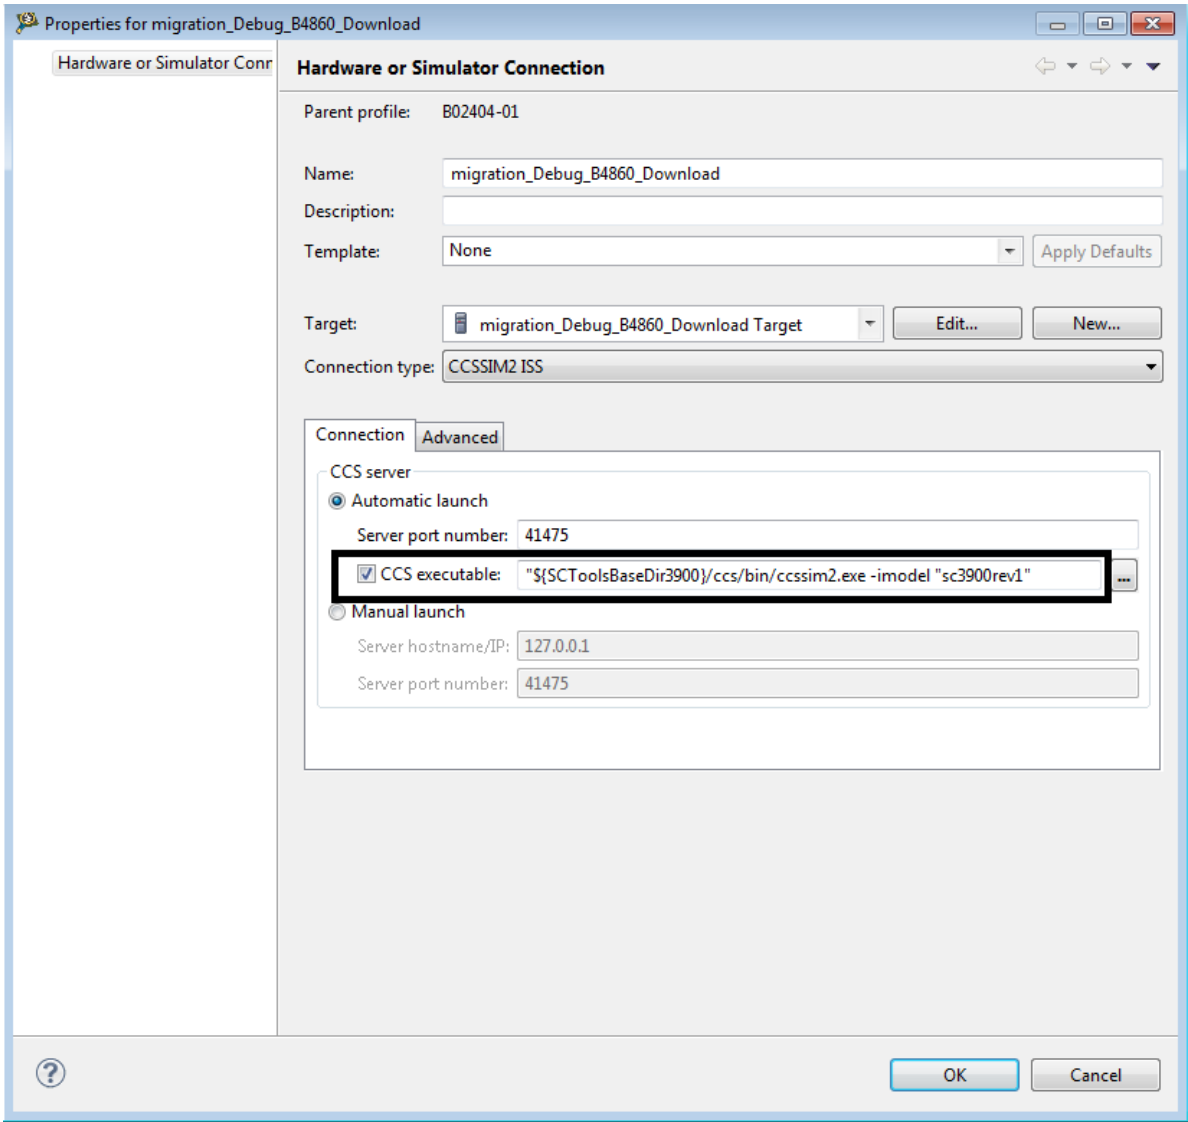 Properties for migration_Debug_B4860_Download
Hardware or Simulator Conr
Hardware or Simulator Connection
Parent profile: B02404-01
Name: migration_Debug_B4860_Download
Description:
Template: None Apply Defaults
Target: migration_Debug_B4860_Download Target Edit... New...
Connection type: CCSSIM2 ISS
Connection Advanced
CCS server
Automatic launch
Server port number: 41475
CCS executable: "${SCToolsBaseDir3900}/ccs/bin/ccssim2.exe -imodel "sc3900rev1" ...
Manual launch
Server hostname/IP: 127.0.0.1
Server port number: 41475
OK Cancel